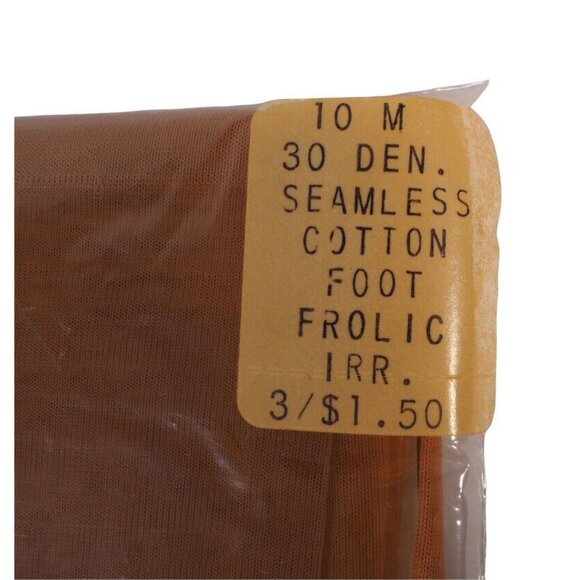 10 M
30 DEN.
SEAMLESS
COTTON
FOOT
FROLIC
IRR.
3/$1.50